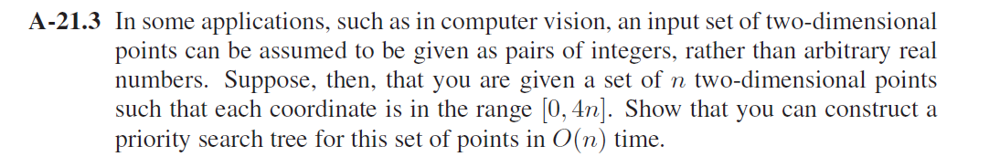 A-21.3 In some applications, such as in computer vision, an input set of two-dimensional
points can be assumed to be given as pairs of integers, rather than arbitrary real
numbers. Suppose, then, that you are given a set of n two-dimensional points
such that each coordinate is in the range [0, 4n]. Show that you can construct a
priority search tree for this set of points in O(n) time.